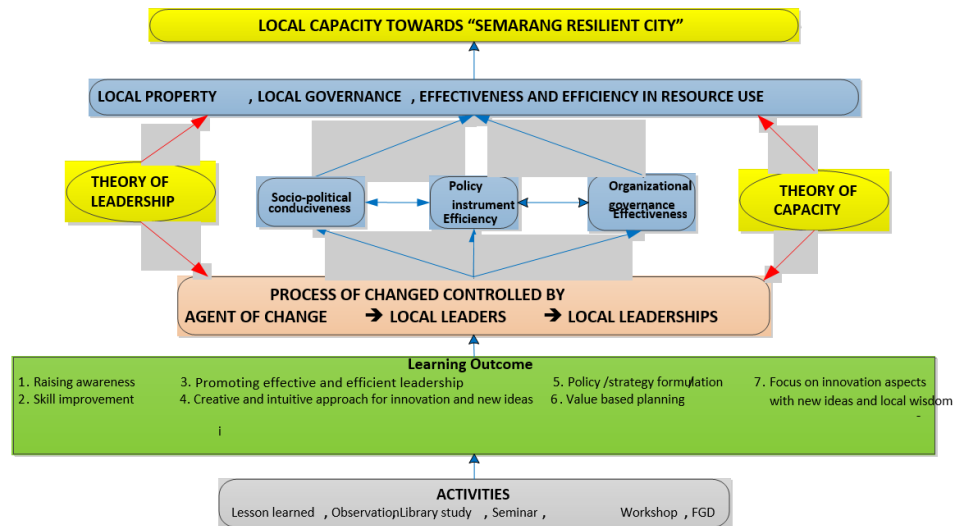 LOCAL CAPACITY TOWARDS “SEMARANG RESILIENT CITY”
LOCAL PROPERTY , LOCAL GOVERNANCE , EFFECTIVENESS AND EFFICIENCY IN RESOURCE USE
THEORY OF
LEADERSHIP
Socio-political
conduciveness
Policy
instrument
Efficiency
Organizational
governance
Effectiveness
THEORY OF
CAPACITY
PROCESS OF CHANGED CONTROLLED BY
AGENT OF CHANGE ➔ LOCAL LEADERS ➔ LOCAL LEADERSHIPS
Learning Outcome
1. Raising awareness
2. Skill improvement
3. Promoting effective and efficient leadership
4. Creative and intuitive approach for innovation and new ideas
i
5. Policy /strategy formulation
6. Value based planning
7. Focus on innovation aspects
with new ideas and local wisdom
-
ACTIVITIES
Lesson learned , Observation, Library study , Seminar , Workshop , FGD